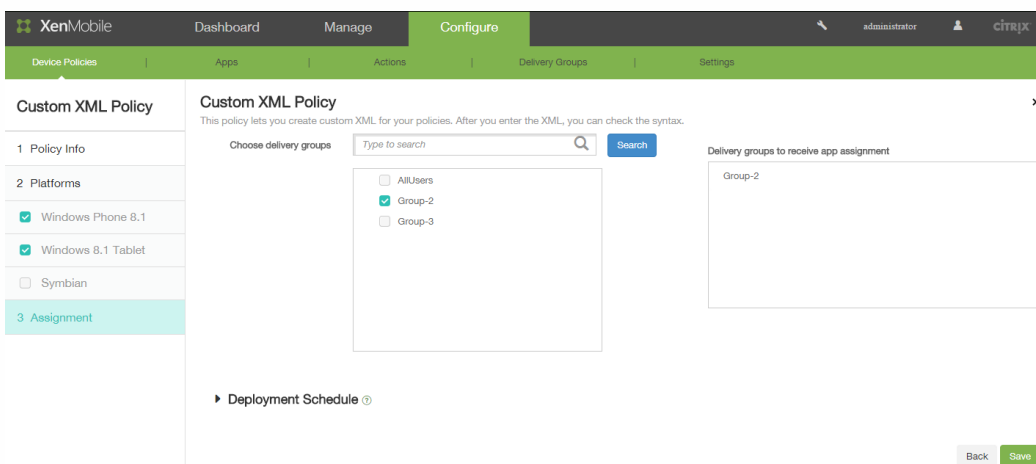 XenMobile Dashboard Manage Configure administrator CITRIX
Device Policies | Apps | Actions | Delivery Groups | Settings
Custom XML Policy
1 Policy Info
2 Platforms
Windows Phone 8.1
Windows 8.1 Tablet
Symbian
3 Assignment
Custom XML Policy
This policy lets you create custom XML for your policies. After you enter the XML, you can check the syntax.
Choose delivery groups Type to search Search
AllUsers
Group-2
Group-3
Delivery groups to receive app assignment
Group-2
Deployment Schedule ?
Back Save